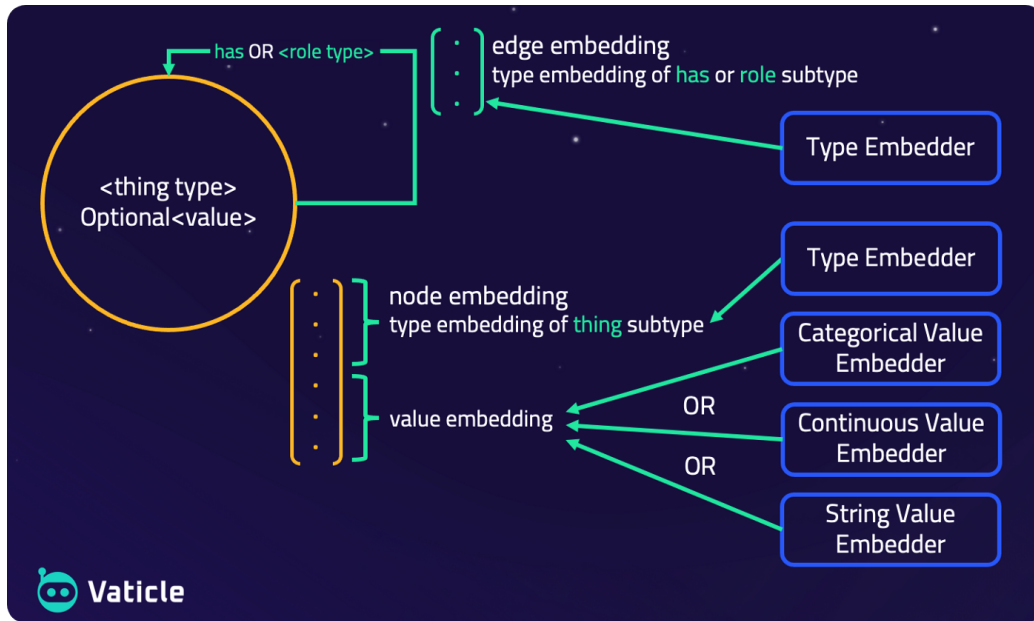 has OR <role type>
edge embedding
type embedding of has or role subtype
Type Embedder
<thing type>
Optional<value>
Type Embedder
node embedding
type embedding of thing subtype
Categorical Value
Embedder
value embedding
OR
Continuous Value
Embedder
OR
String Value
Embedder
Vaticle